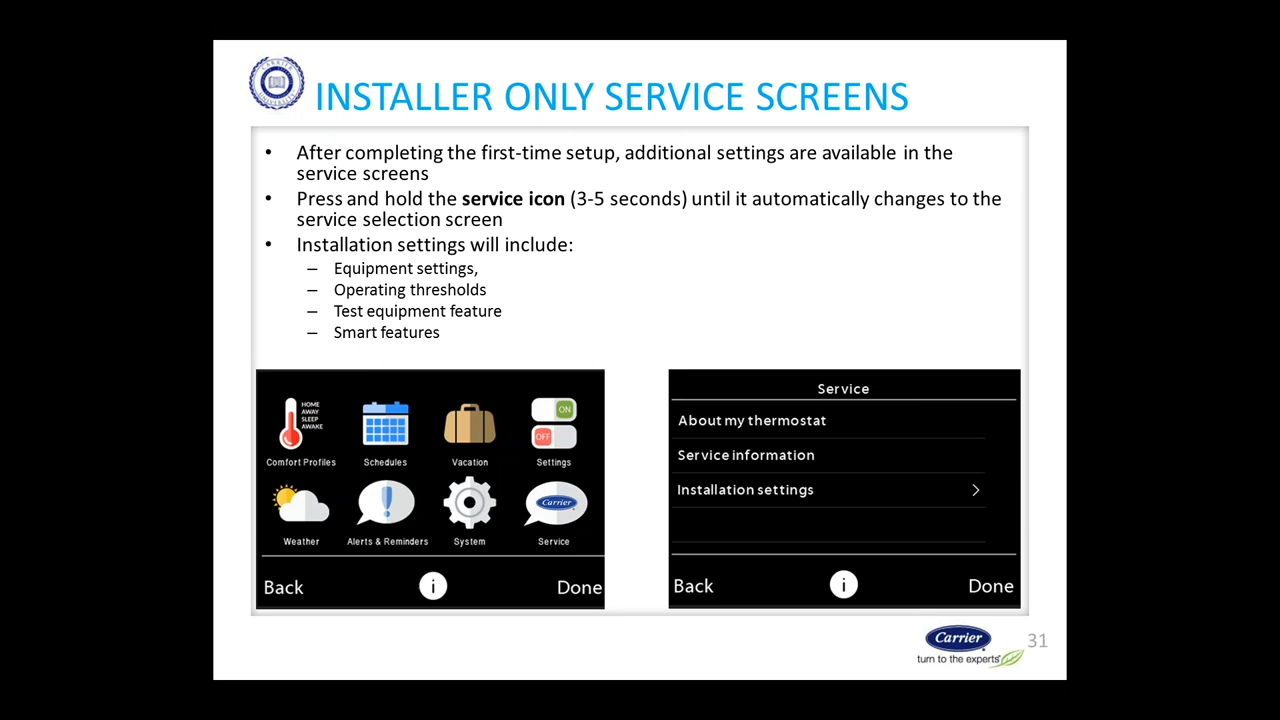 CARRIER
UNIVERSITY
INSTALLER ONLY SERVICE SCREENS
• After completing the first-time setup, additional settings are available in the
service screens
• Press and hold the service icon (3-5 seconds) until it automatically changes to the
service selection screen
• Installation settings will include:
– Equipment settings,
– Operating thresholds
– Test equipment feature
– Smart features
HOME
AWAY
SLEEP
AWAKE
ON
OFF
Comfort Profiles Schedules Vacation Settings
Carrier
Weather Alerts & Reminders System Service
Back i Done
Service
About my thermostat
Service information
Installation settings >
Back i Done
Carrier
turn to the experts
31